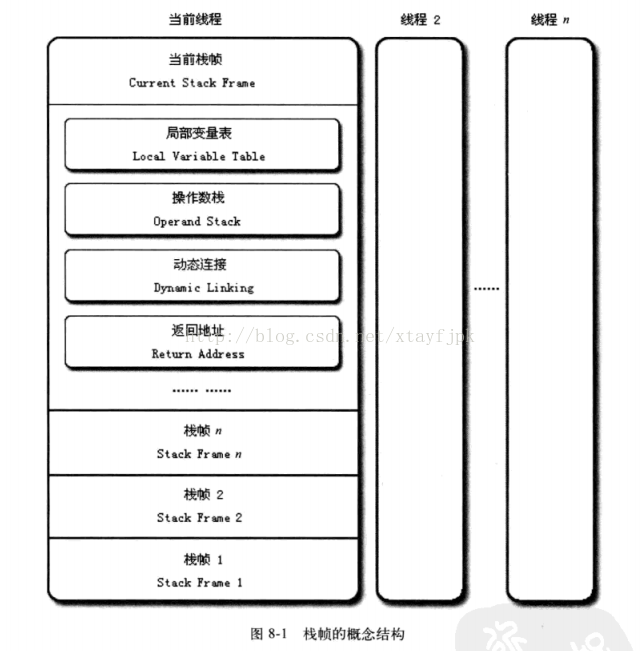 当前线程
线程 2
线程 n
当前栈帧
Current Stack Frame
局部变量表
Local Variable Table
操作数栈
Operand Stack
动态连接
Dynamic Linking
返回地址
http://blog.csdn.net/xtayfjpk
Return Address
…… ……
……
栈帧 n
Stack Frame n
栈帧 2
Stack Frame 2
栈帧 1
Stack Frame 1
图 8-1 栈帧的概念结构